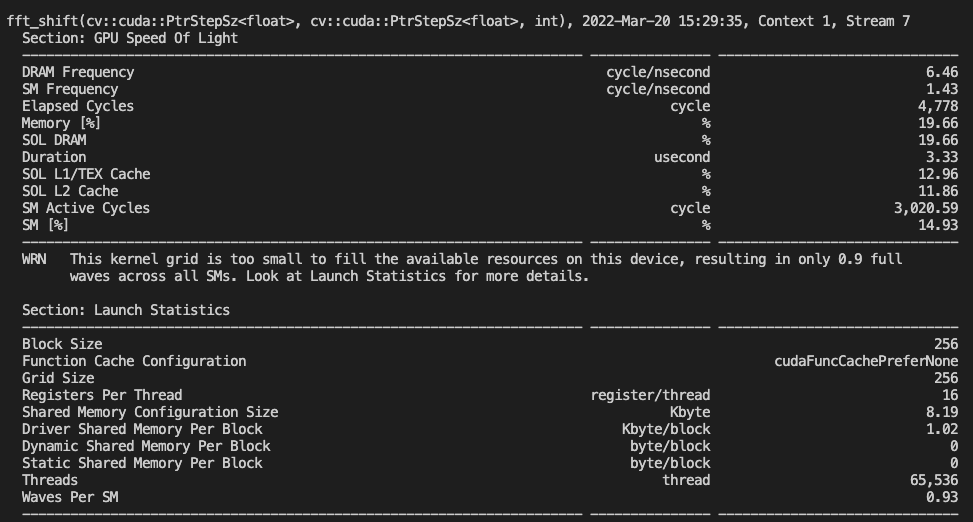 fft_shift(cv::cuda::PtrStepSz<float>, cv::cuda::PtrStepSz<float>, int), 2022-Mar-20 15:29:35, Context 1, Stream 7
Section: GPU Speed Of Light
DRAM Frequency cycle/nsecond 6.46
SM Frequency cycle/nsecond 1.43
Elapsed Cycles cycle 4,778
Memory [%] % 19.66
SOL DRAM % 19.66
Duration usecond 3.33
SOL L1/TEX Cache % 12.96
SOL L2 Cache % 11.86
SM Active Cycles cycle 3,020.59
SM [%] % 14.93
WRN This kernel grid is too small to fill the available resources on this device, resulting in only 0.9 full
waves across all SMs. Look at Launch Statistics for more details.
Section: Launch Statistics
Block Size 256
Function Cache Configuration cudaFuncCachePreferNone
Grid Size 256
Registers Per Thread register/thread 16
Shared Memory Configuration Size Kbyte 8.19
Driver Shared Memory Per Block Kbyte/block 1.02
Dynamic Shared Memory Per Block byte/block 0
Static Shared Memory Per Block byte/block 0
Threads thread 65,536
Waves Per SM 0.93